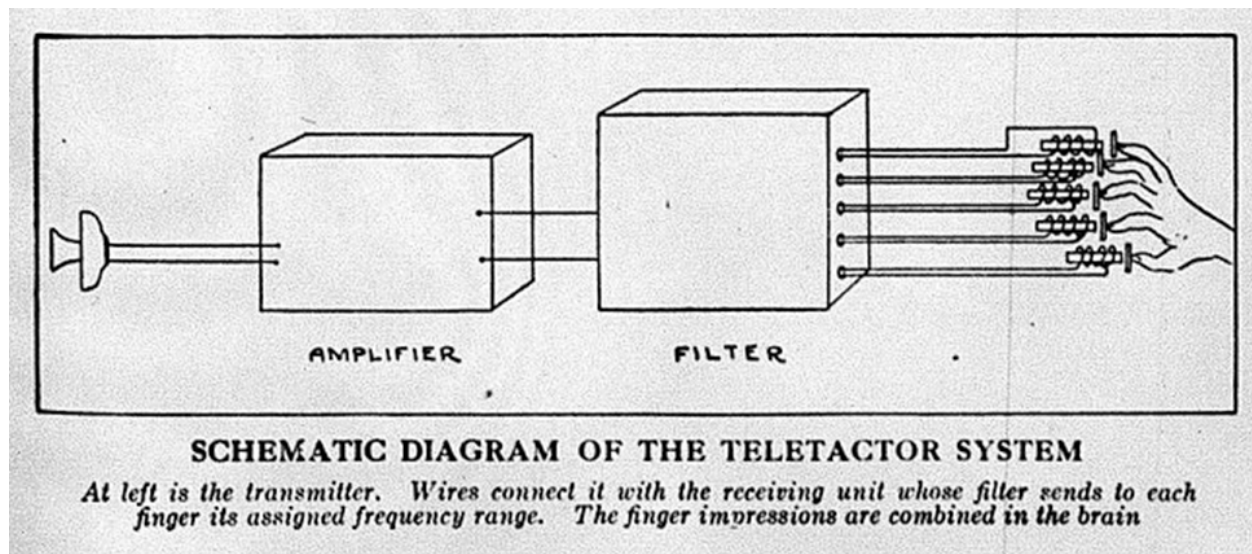 AMPLIFIER
FILTER
SCHEMATIC DIAGRAM OF THE TELETACTOR SYSTEM
At left is the transmitter. Wires connect it with the receiving unit whose filter sends to each
finger its assigned frequency range. The finger impressions are combined in the brain